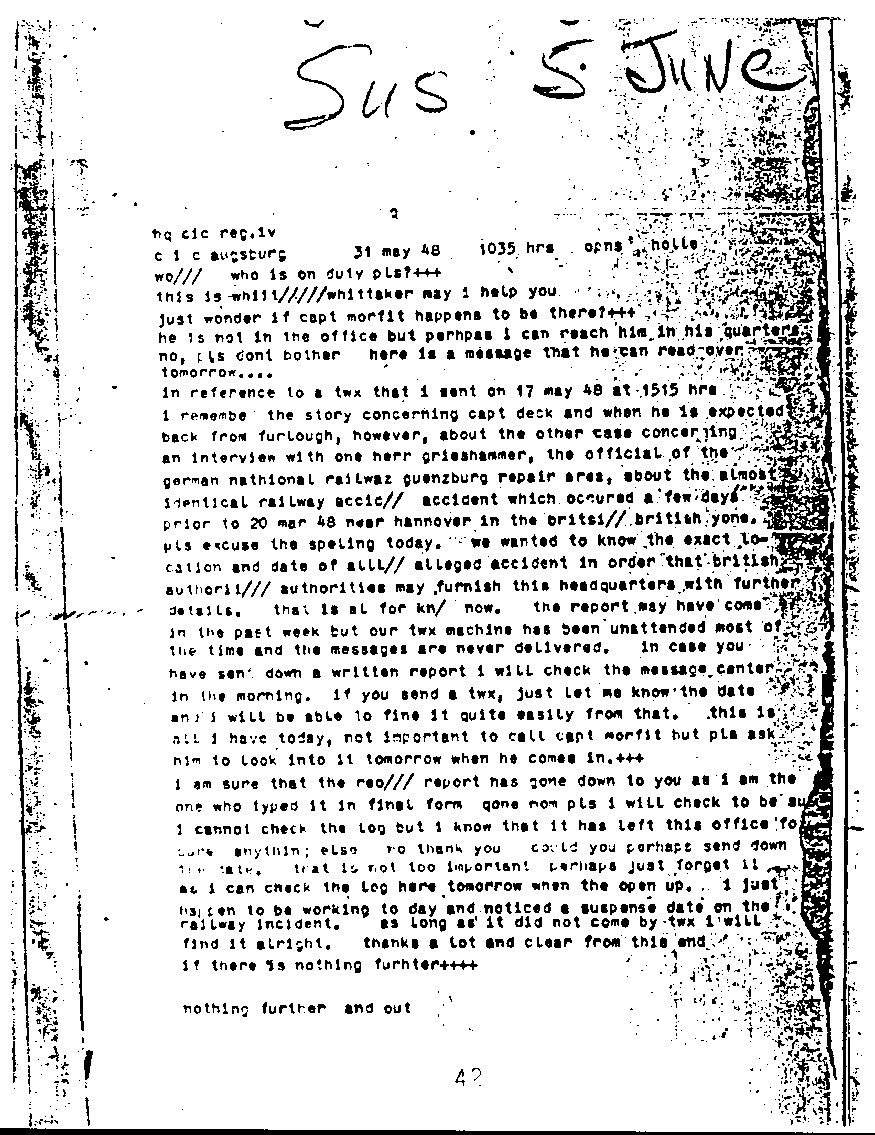 Sus. 5 JUNE
hq cic reg.iv
c i c augsburg 31 may 48 1035 hrs opns holle
wo/// who is on duty pls?+++
this is whitt/////whittaker may i help you
just wonder if capt morfit happens to be there?+++
he is not in the office but perhpas i can reach him in his quarters
no, pls dont bother here is a message that he can read over
tomorrow....
in reference to a twx that i sent on 17 may 48 at 1515 hrs
i remembe the story concerning capt deck and when he is expected
back from furlough, however, about the other case concer
an interview with one herr grieshammer, the official of the
german nathional railwaz guenzburg repair area, about the almost
identical railway accic// accident which occured a few days
prior to 20 mar 48 near hannover in the britsi// british yone.
pls excuse the speling today. we wanted to know the exact lo-
cation and date of alll// alleged accident in order that british
authorit/// authorities may furnish this headquarters with further
details. that is al for kn/ now. the report may have come
in the past week but our twx machine has been unattended most of
the time and the messages are never delivered. in case you
have sent down a written report i will check the message center
in the morning. if you send a twx, just let me know the date
and i will be able to fine it quite easily from that. this is
all i have today, not important to call capt morfit but pls ask
him to look into it tomorrow when he comes in.+++
i am sure that the reo/// report has gone down to you as i am the
one who typed it in final form qone mom pls i will check to be su
i cannot check the log but i know that it has left this office fo
sure anything else no thank you could you perhaps send down
the date. that is not too important perhaps just forget it
as i can check the log here tomorrow when the open up. i just
happen to be working to day and noticed a suspense date on the
railway incident. as long as it did not come by twx i will
find it alright. thanks a lot and clear from this end
if there is nothing furhter++++
nothing further and out
42